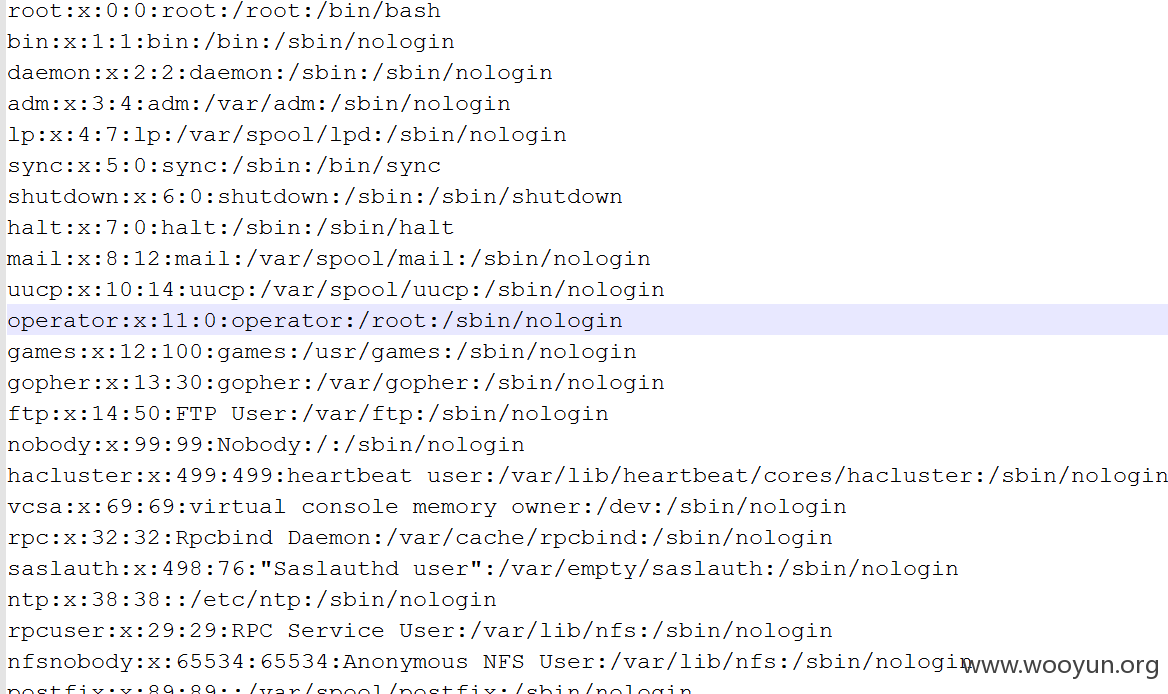 root:x:0:0:root:/root:/bin/bash
bin:x:1:1:bin:/bin:/sbin/nologin
daemon:x:2:2:daemon:/sbin:/sbin/nologin
adm:x:3:4:adm:/var/adm:/sbin/nologin
lp:x:4:7:lp:/var/spool/lpd:/sbin/nologin
sync:x:5:0:sync:/sbin:/bin/sync
shutdown:x:6:0:shutdown:/sbin:/sbin/shutdown
halt:x:7:0:halt:/sbin:/sbin/halt
mail:x:8:12:mail:/var/spool/mail:/sbin/nologin
uucp:x:10:14:uucp:/var/spool/uucp:/sbin/nologin
operator:x:11:0:operator:/root:/sbin/nologin
games:x:12:100:games:/usr/games:/sbin/nologin
gopher:x:13:30:gopher:/var/gopher:/sbin/nologin
ftp:x:14:50:FTP User:/var/ftp:/sbin/nologin
nobody:x:99:99:Nobody:/:/sbin/nologin
hacluster:x:499:499:heartbeat user:/var/lib/heartbeat/cores/hacluster:/sbin/nologin
vcsa:x:69:69:virtual console memory owner:/dev:/sbin/nologin
rpc:x:32:32:Rpcbind Daemon:/var/cache/rpcbind:/sbin/nologin
saslauth:x:498:76:"Saslauthd user":/var/empty/saslauth:/sbin/nologin
ntp:x:38:38::/etc/ntp:/sbin/nologin
rpcuser:x:29:29:RPC Service User:/var/lib/nfs:/sbin/nologin
nfsnobody:x:65534:65534:Anonymous NFS User:/var/lib/nfs:/sbin/nologin
www.wooyun.org
postfix:x:89:89::/var/spool/postfix:/sbin/nologin